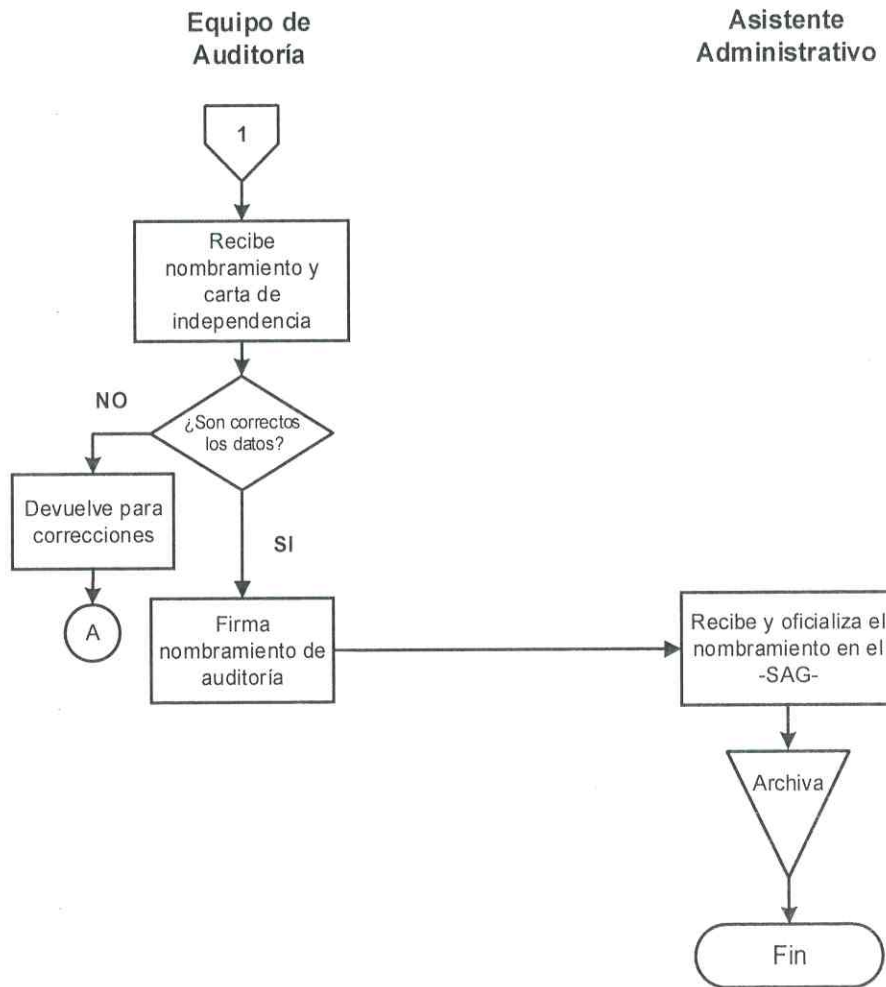 Equipo de
Auditoría
Asistente
Administrativo
1
Recibe
nombramiento y
carta de
independencia
NO
¿Son correctos
los datos?
Devuelve para
correcciones
SI
A
Firma
nombramiento de
auditoría
Recibe y oficializa el
nombramiento en el
-SAG-
Archiva
Fin